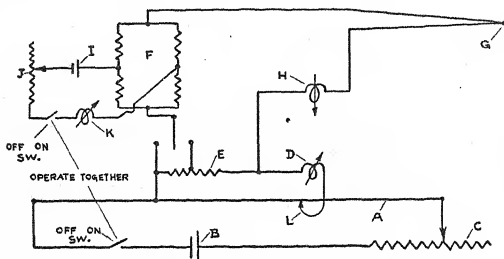 I
F
G
J
H
K
OFF ON
SW.
E
D
OPERATE TOGETHER
L
A
OFF ON
SW.
B
C